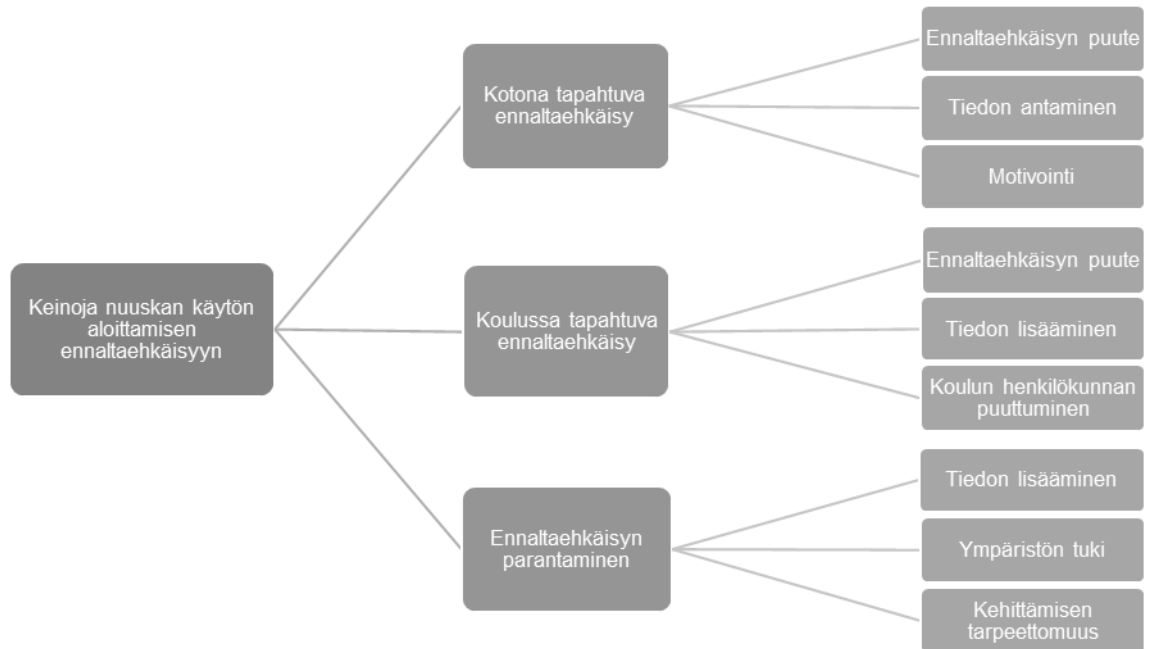 Keinoja nuuskan käytön
aloittamisen
ennaltaehkäisyyn
Kotona tapahtuva
ennaltaehkäisy
Ennaltaehkäisyn puute
Tiedon antaminen
Motivointi
Koulussa tapahtuva
ennaltaehkäisy
Ennaltaehkäisyn puute
Tiedon lisääminen
Koulun henkilökunnan
puuttuminen
Ennaltaehkäisyn
parantaminen
Tiedon lisääminen
Ympäristön tuki
Kehittämisen
tarpeettomuus